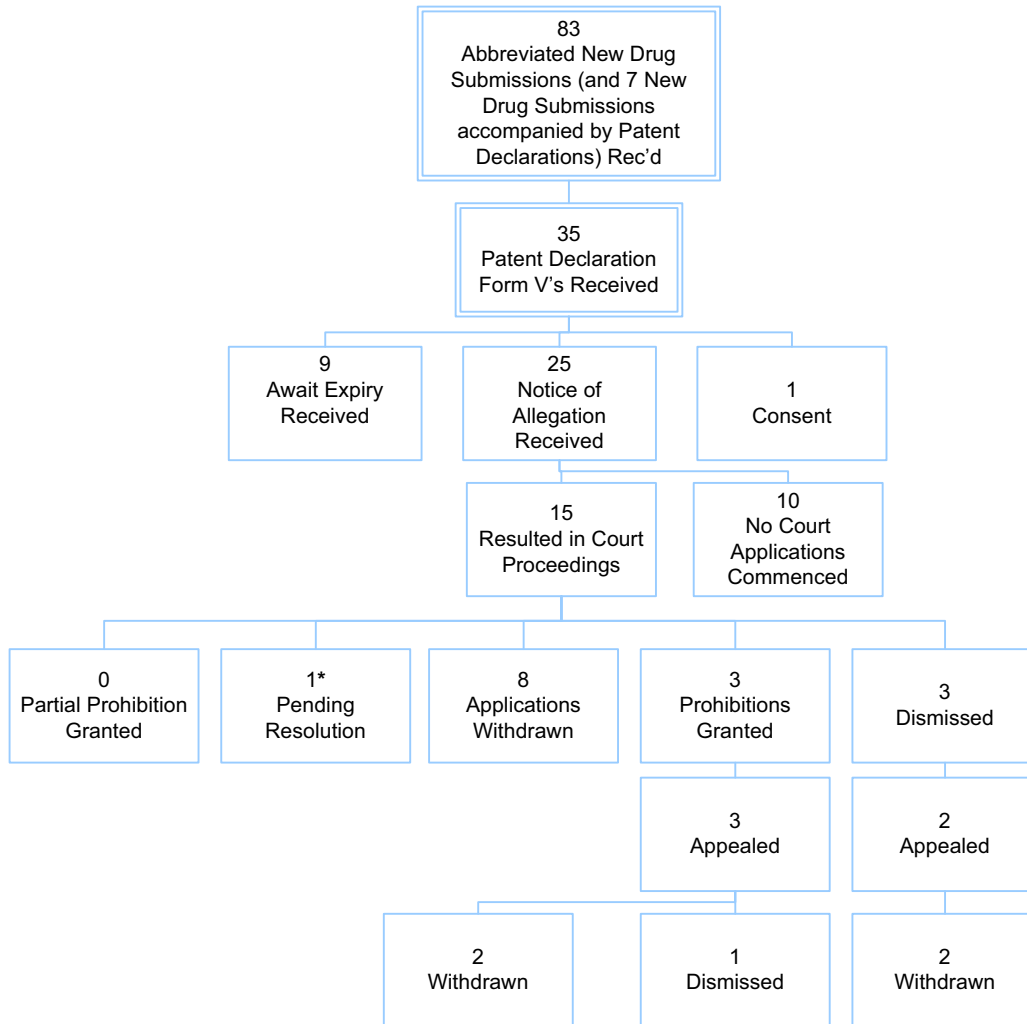 83
Abbreviated New Drug
Submissions (and 7 New
Drug Submissions
accompanied by Patent
Declarations) Rec’d
35
Patent Declaration
Form V’s Received
9
Await Expiry
Received
25
Notice of
Allegation
Received
1
Consent
15
Resulted in Court
Proceedings
10
No Court
Applications
Commenced
0
Partial Prohibition
Granted
1*
Pending
Resolution
8
Applications
Withdrawn
3
Prohibitions
Granted
3
Dismissed
3
Appealed
2
Appealed
2
Withdrawn
1
Dismissed
2
Withdrawn